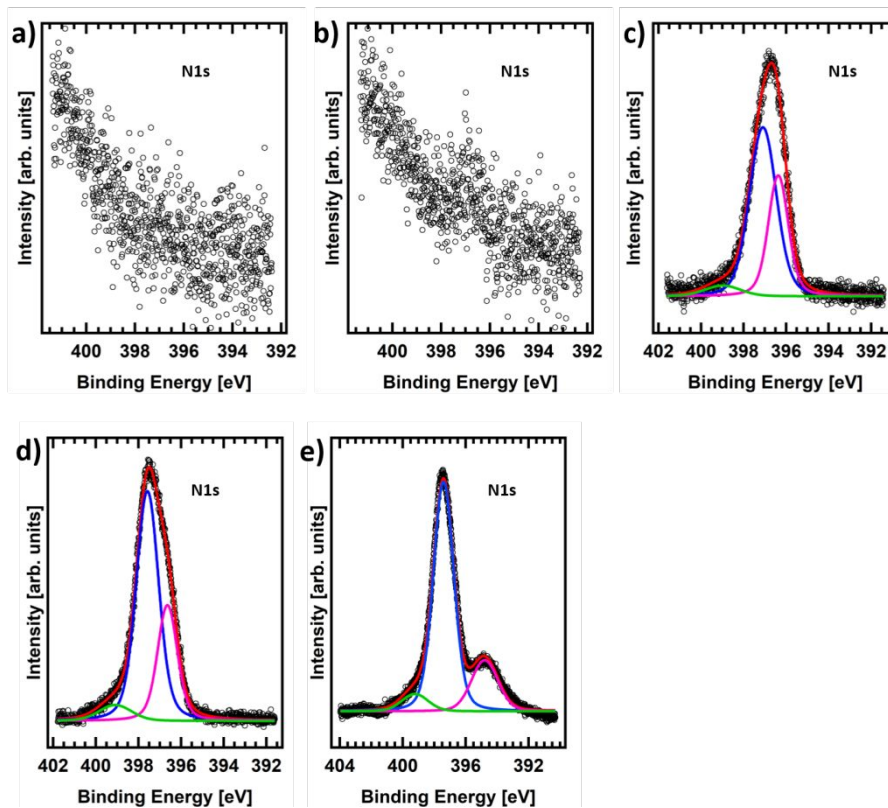 a)
N1s
Intensity [arb. units]
400 398 396 394 392
Binding Energy [eV]
b)
N1s
Intensity [arb. units]
400 398 396 394 392
Binding Energy [eV]
c)
N1s
Intensity [arb. units]
402 400 398 396 394 392
Binding Energy [eV]
d)
N1s
Intensity [arb. units]
402 400 398 396 394 392
Binding Energy [eV]
e)
N1s
Intensity [arb. units]
404 400 396 392
Binding Energy [eV]